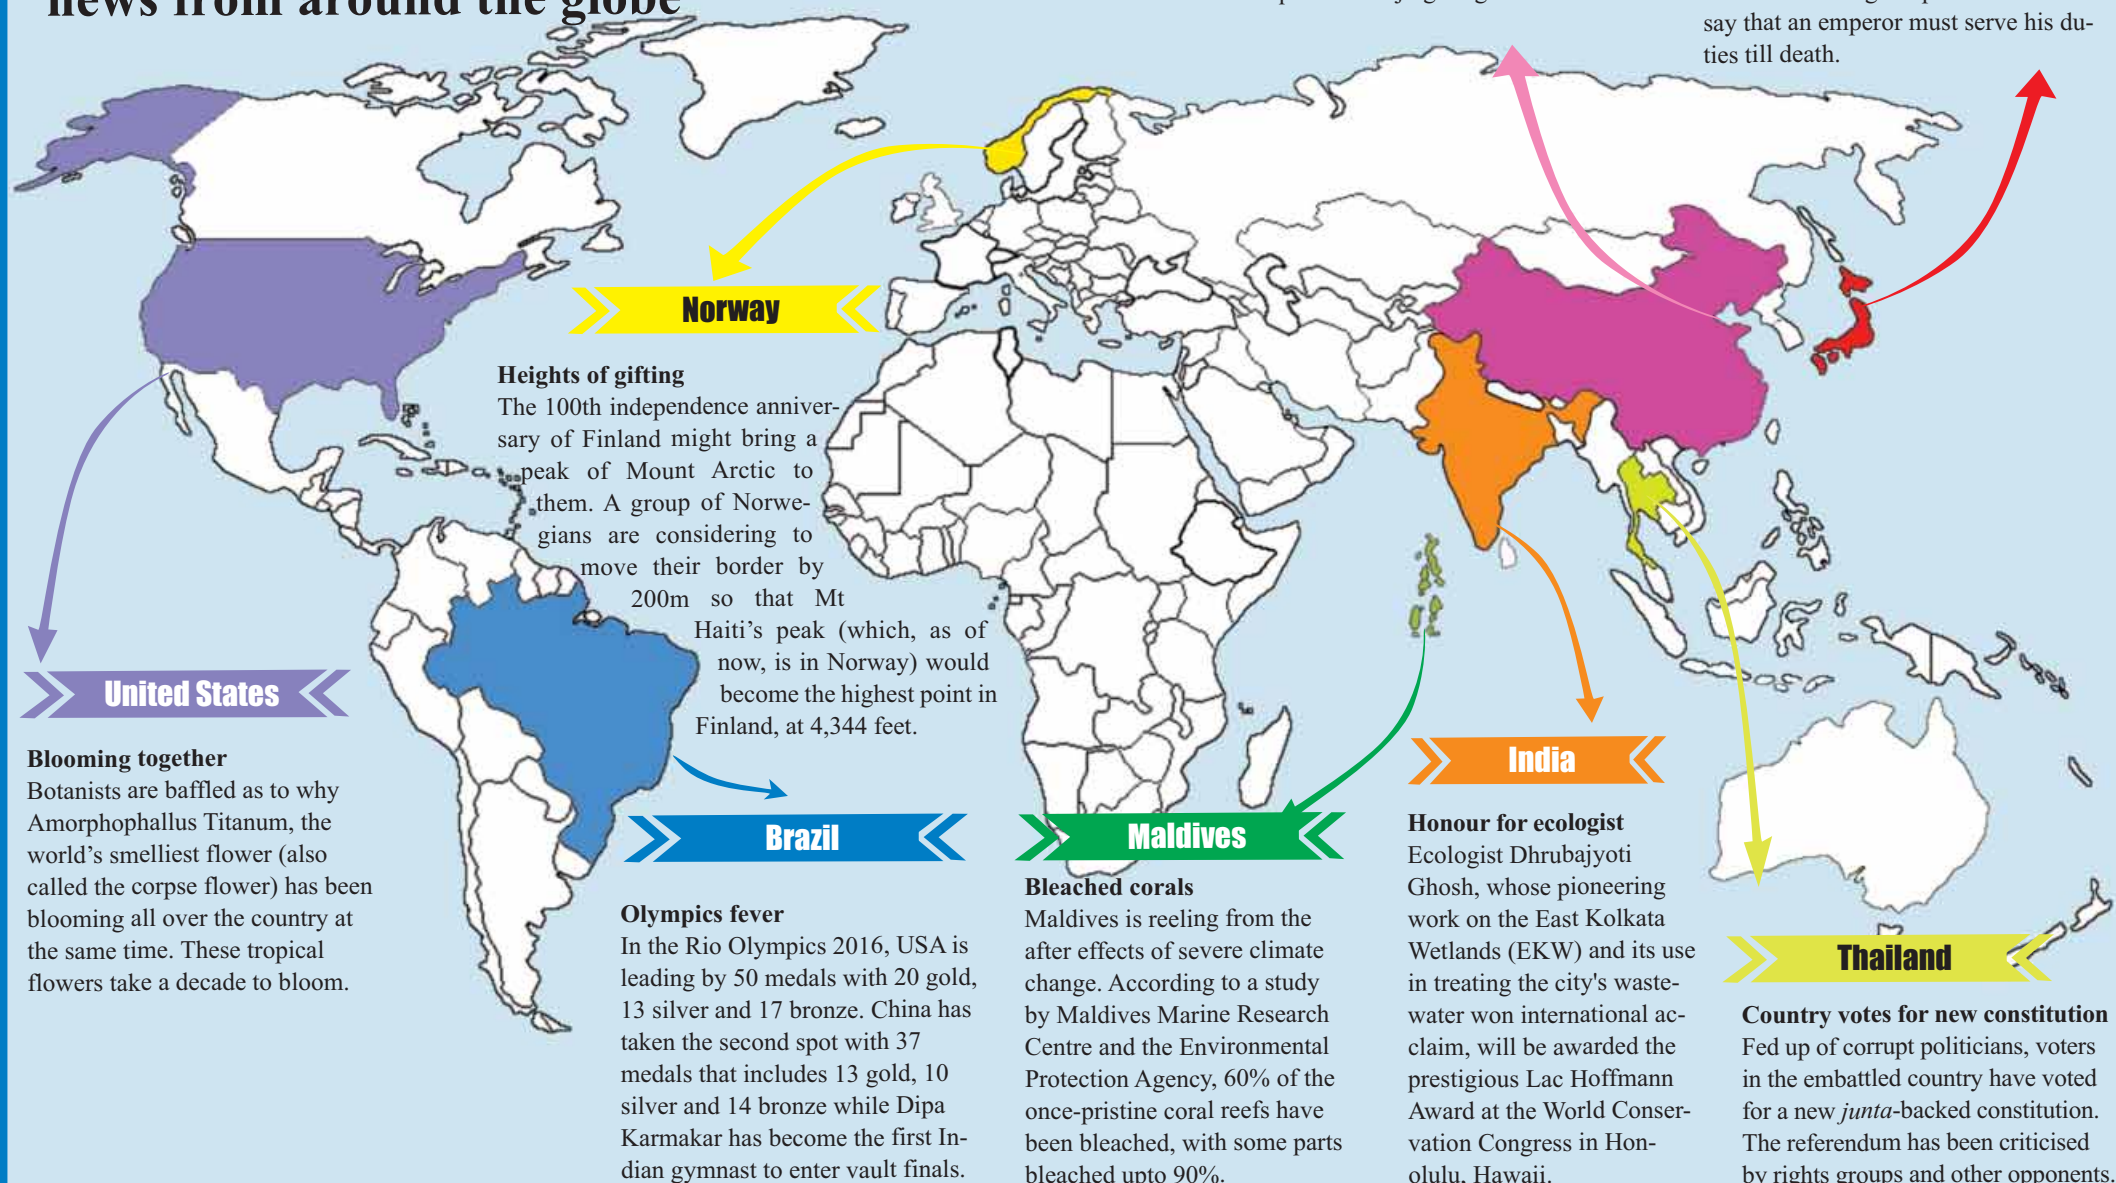 news from around the globe
say that an emperor must serve his du-
ties till death.
Norway
Heights of gifting
The 100th independence anniver-
sary of Finland might bring a
peak of Mount Arctic to
them. A group of Norwe-
gians are considering to
move their border by
200m so that Mt
Haiti’s peak (which, as of
now, is in Norway) would
become the highest point in
Finland, at 4,344 feet.
United States
Blooming together
Botanists are baffled as to why
Amorphophallus Titanum, the
world’s smelliest flower (also
called the corpse flower) has been
blooming all over the country at
the same time. These tropical
flowers take a decade to bloom.
Brazil
Olympics fever
In the Rio Olympics 2016, USA is
leading by 50 medals with 20 gold,
13 silver and 17 bronze. China has
taken the second spot with 37
medals that includes 13 gold, 10
silver and 14 bronze while Dipa
Karmakar has become the first In-
dian gymnast to enter vault finals.
Maldives
Bleached corals
Maldives is reeling from the
after effects of severe climate
change. According to a study
by Maldives Marine Research
Centre and the Environmental
Protection Agency, 60% of the
once-pristine coral reefs have
been bleached, with some parts
bleached upto 90%.
India
Honour for ecologist
Ecologist Dhrubajyoti
Ghosh, whose pioneering
work on the East Kolkata
Wetlands (EKW) and its use
in treating the city's waste-
water won international ac-
claim, will be awarded the
prestigious Lac Hoffmann
Award at the World Conser-
vation Congress in Hon-
olulu, Hawaii.
Thailand
Country votes for new constitution
Fed up of corrupt politicians, voters
in the embattled country have voted
for a new junta-backed constitution.
The referendum has been criticised
by rights groups and other opponents.